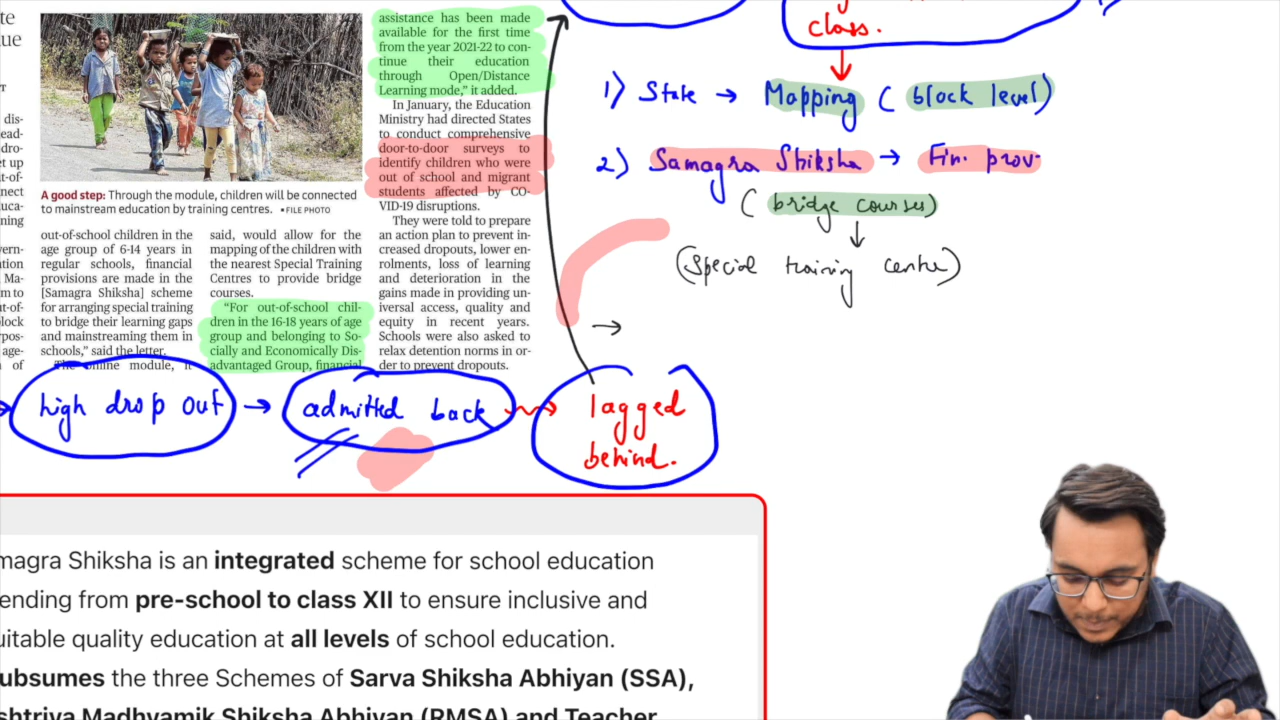 assistance has been made
available for the first time
from the year 2021-22 to con-
tinue their education
through Open/Distance
Learning mode," it added.
In January, the Education
Ministry had directed States
to conduct comprehensive
door-to-door surveys to
identify children who were
out of school and migrant
students affected by CO-
VID-19 disruptions.
They were told to prepare
an action plan to prevent in-
creased dropouts, lower en-
rolments, loss of learning
and deterioration in the
gains made in providing un-
iversal access, quality and
equity in recent years.
Schools were also asked to
relax detention norms in or-
der to prevent dropouts.
A good step: Through the module, children will be connected
to mainstream education by training centres. • FILE PHOTO
out-of-school children in the
age group of 6-14 years in
regular schools, financial
provisions are made in the
[Samagra Shiksha] scheme
for arranging special training
to bridge their learning gaps
and mainstreaming them in
schools," said the letter.
The online module, it
said, would allow for the
mapping of the children with
the nearest Special Training
Centres to provide bridge
courses.
"For out-of-school chil-
dren in the 16-18 years of age
group and belonging to So-
cially and Economically Dis-
advantaged Group, financial
class.
1) State → Mapping (block level)
2) Samagra Shiksha → Fin. prov.
(bridge courses)
(Special training centre)
→
high drop out → admitted back → lagged
behind.
magra Shiksha is an integrated scheme for school education
ending from pre-school to class XII to ensure inclusive and
uitable quality education at all levels of school education.
ubsumes the three Schemes of Sarva Shiksha Abhiyan (SSA),
shtriya Madhyamik Shiksha Abhiyan (RMSA) and Teacher